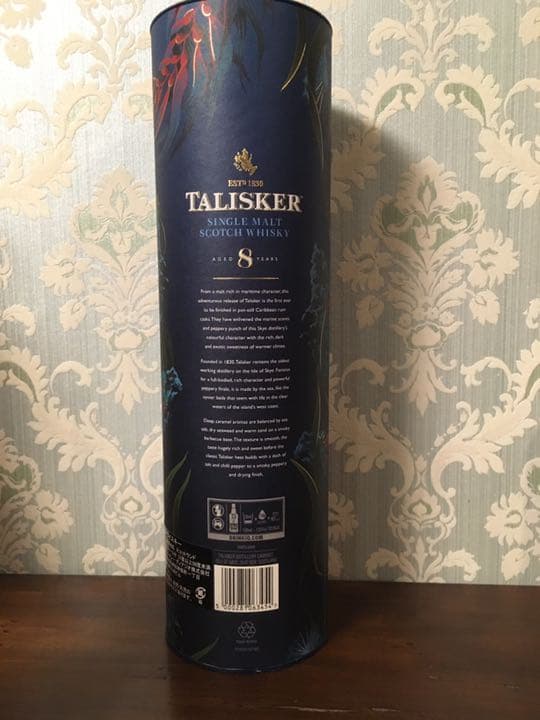 ESTD 1830
TALISKER
SINGLE MALT
SCOTCH WHISKY
AGED 8 YEARS
From a malt rich in maritime character, this
adventurous release of Talisker is the first ever
to be finished in pot-still Caribbean rum
casks. They have enlivened the marine scents
and peppery punch of this Skye distillery's
colourful character with the rich, dark
and exotic sweetness of warmer climes.
Founded in 1830, Talisker remains the oldest
working distillery on the Isle of Skye. Famous
for a full-bodied, rich character and powerful
peppery finale, it is made by the sea, like the
oyster beds that teem with life in the clear
waters of the island's west coast.
Deep caramel aromas are balanced by sea
salt, dry seaweed and warm sand on a smoky
barbecue base. The texture is smooth, the
taste hugely rich and sweet before the
classic Talisker heat builds with a dash of
salt and chilli pepper to a smoky, peppery
and drying finish.
DRINKIQ.COM
TALISKER DISTILLERY, CARBOST,
5 000281 063454